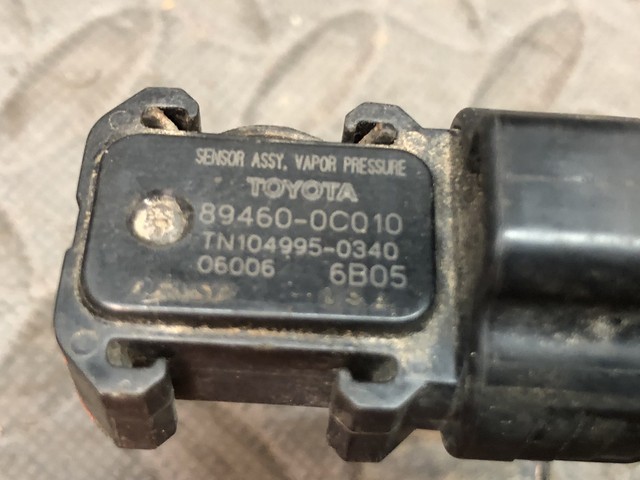 SENSOR ASSY, VAPOR PRESSURE
TOYOTA
89460-0C010
TN104995-0340
06006 6B05